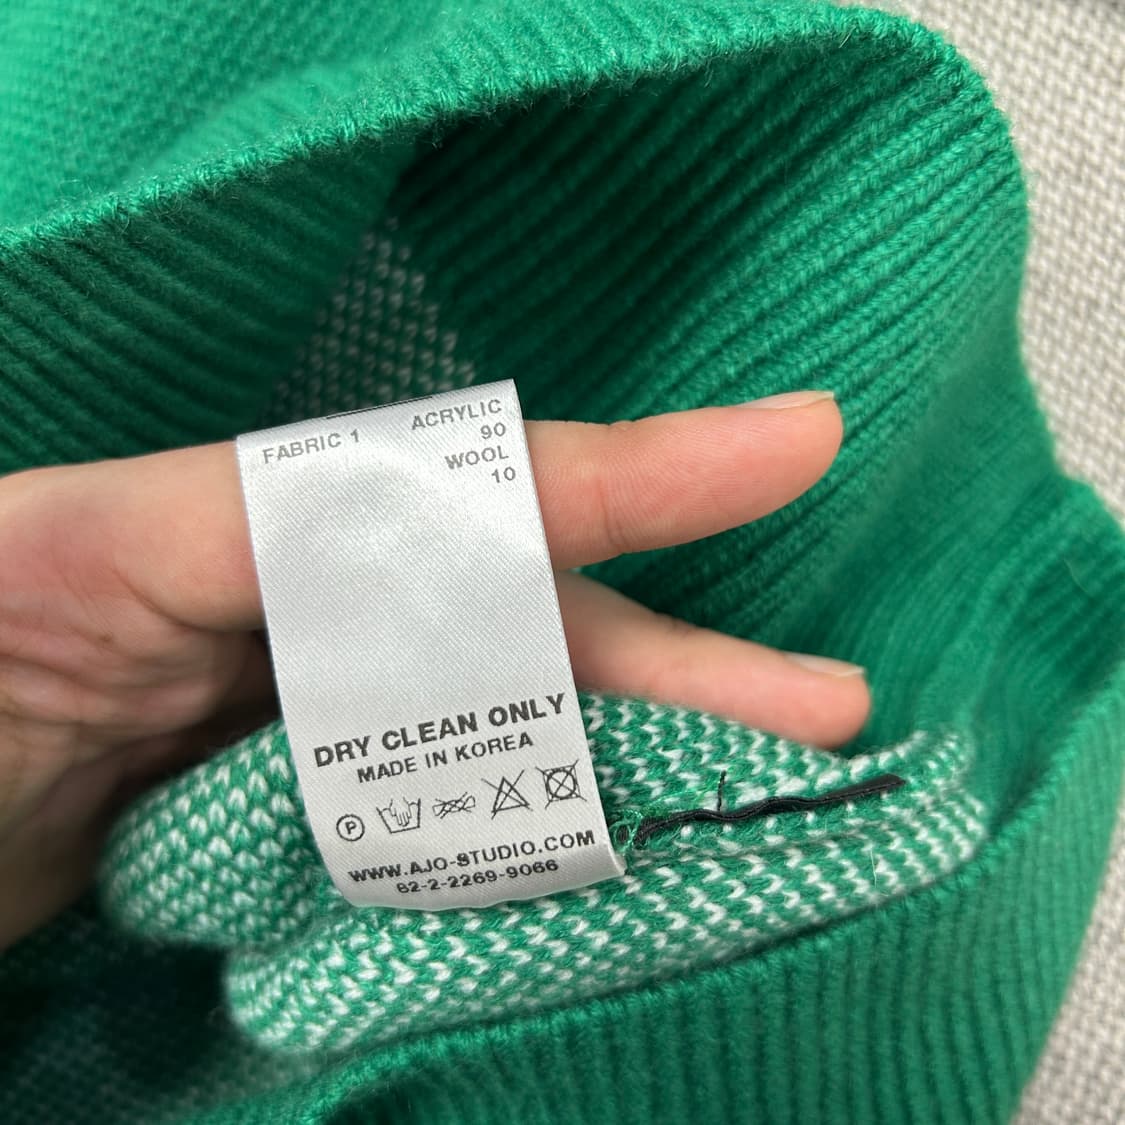 FABRIC 1
ACRYLIC
90
WOOL
10
DRY CLEAN ONLY
MADE IN KOREA
P
WWW.AJO-STUDIO.COM
82-2-2269-9066